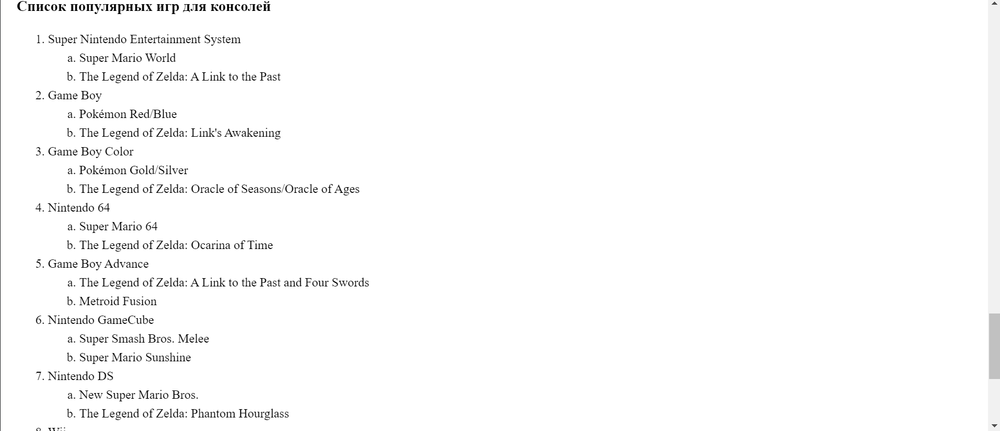 Список популярных игр для консолей
1. Super Nintendo Entertainment System
a. Super Mario World
b. The Legend of Zelda: A Link to the Past
2. Game Boy
a. Pokémon Red/Blue
b. The Legend of Zelda: Link's Awakening
3. Game Boy Color
a. Pokémon Gold/Silver
b. The Legend of Zelda: Oracle of Seasons/Oracle of Ages
4. Nintendo 64
a. Super Mario 64
b. The Legend of Zelda: Ocarina of Time
5. Game Boy Advance
a. The Legend of Zelda: A Link to the Past and Four Swords
b. Metroid Fusion
6. Nintendo GameCube
a. Super Smash Bros. Melee
b. Super Mario Sunshine
7. Nintendo DS
a. New Super Mario Bros.
b. The Legend of Zelda: Phantom Hourglass
8. Wii